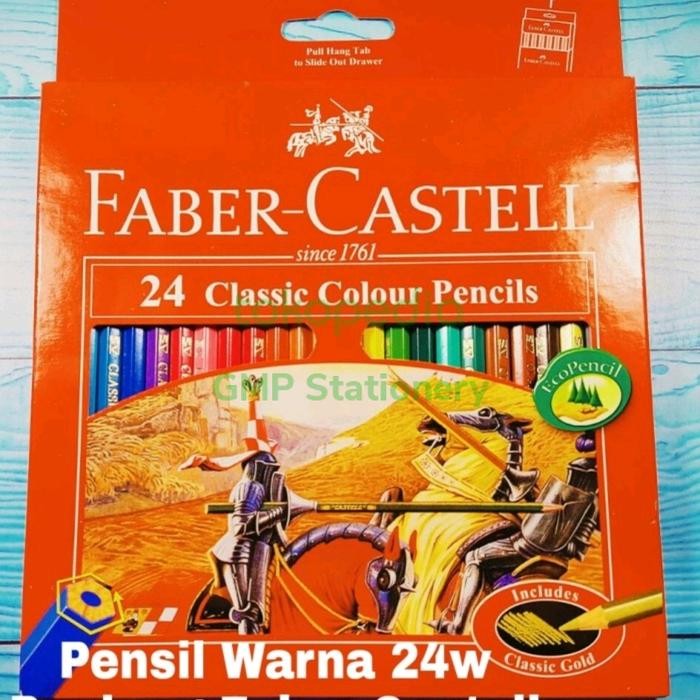 Pull Hang Tab
to Slide Out Drawer
FABER-CASTELL
since 1761
24 Classic Colour Pencils
tokopedia
GMP Stationery
EcoPencil
"CASTELL"
Includes
Classic Gold
Pensil Warna 24w